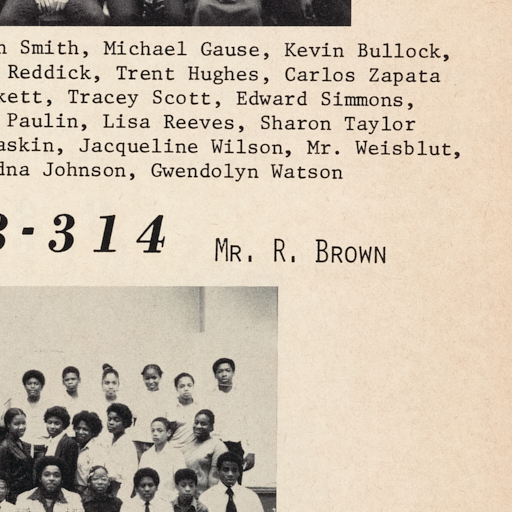 Smith, Michael Gause, Kevin Bullock,
Reddick, Trent Hughes, Carlos Zapata
kett, Tracey Scott, Edward Simmons,
Paulin, Lisa Reeves, Sharon Taylor
askin, Jacqueline Wilson, Mr. Weisblut,
dna Johnson, Gwendolyn Watson
-314 MR. R. BROWN